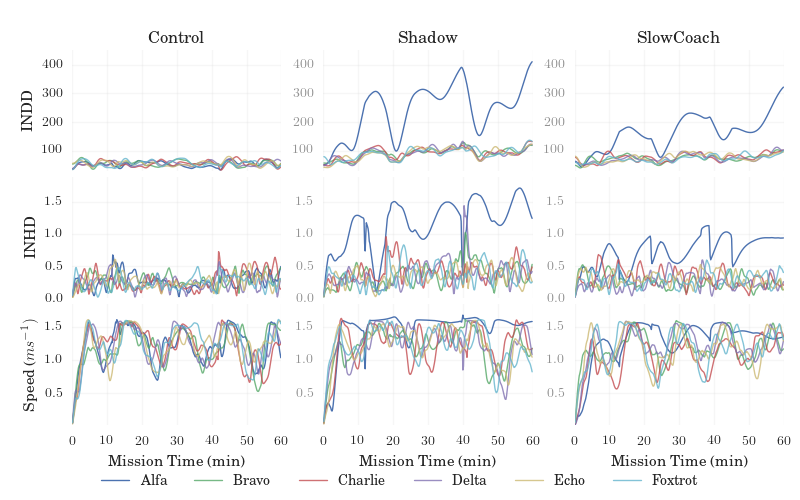 Control Shadow SlowCoach
INDD
400 400 400
300 300 300
200 200 200
100 100 100
INHD
1.5 1.5 1.5
1.0 1.0 1.0
0.5 0.5 0.5
0.0 0.0 0.0
Speed (ms⁻¹)
1.5 1.5 1.5
1.0 1.0 1.0
0.5 0.5 0.5
0 10 20 30 40 50 60 0 10 20 30 40 50 60 0 10 20 30 40 50 60
Mission Time (min) Mission Time (min) Mission Time (min)
Alfa Bravo Charlie Delta Echo Foxtrot